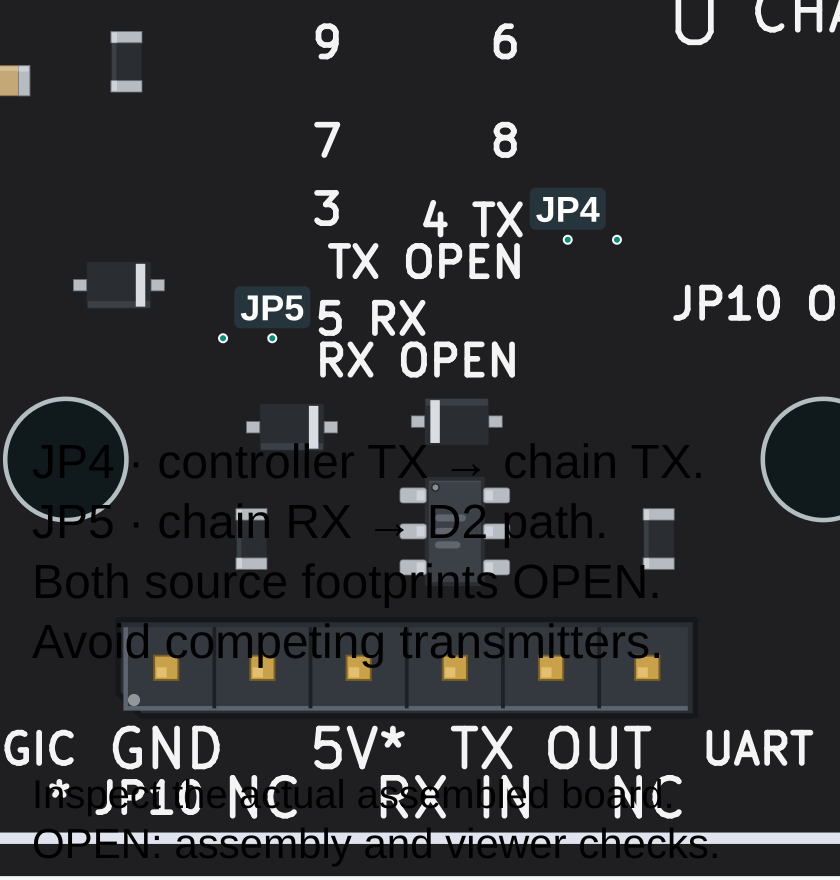 U CHA
9 6
7 8
3 4 TX JP4
TX OPEN
JP10 O
JP5 5 RX
RX OPEN
JP4 · controller TX → chain TX.
JP5 · chain RX → D2 path.
Both source footprints OPEN.
Avoid competing transmitters.
GIC GND 5V* TX OUT UART
* JP10 NC RX IN NC
Inspect the actual assembled board.
OPEN: assembly and viewer checks.